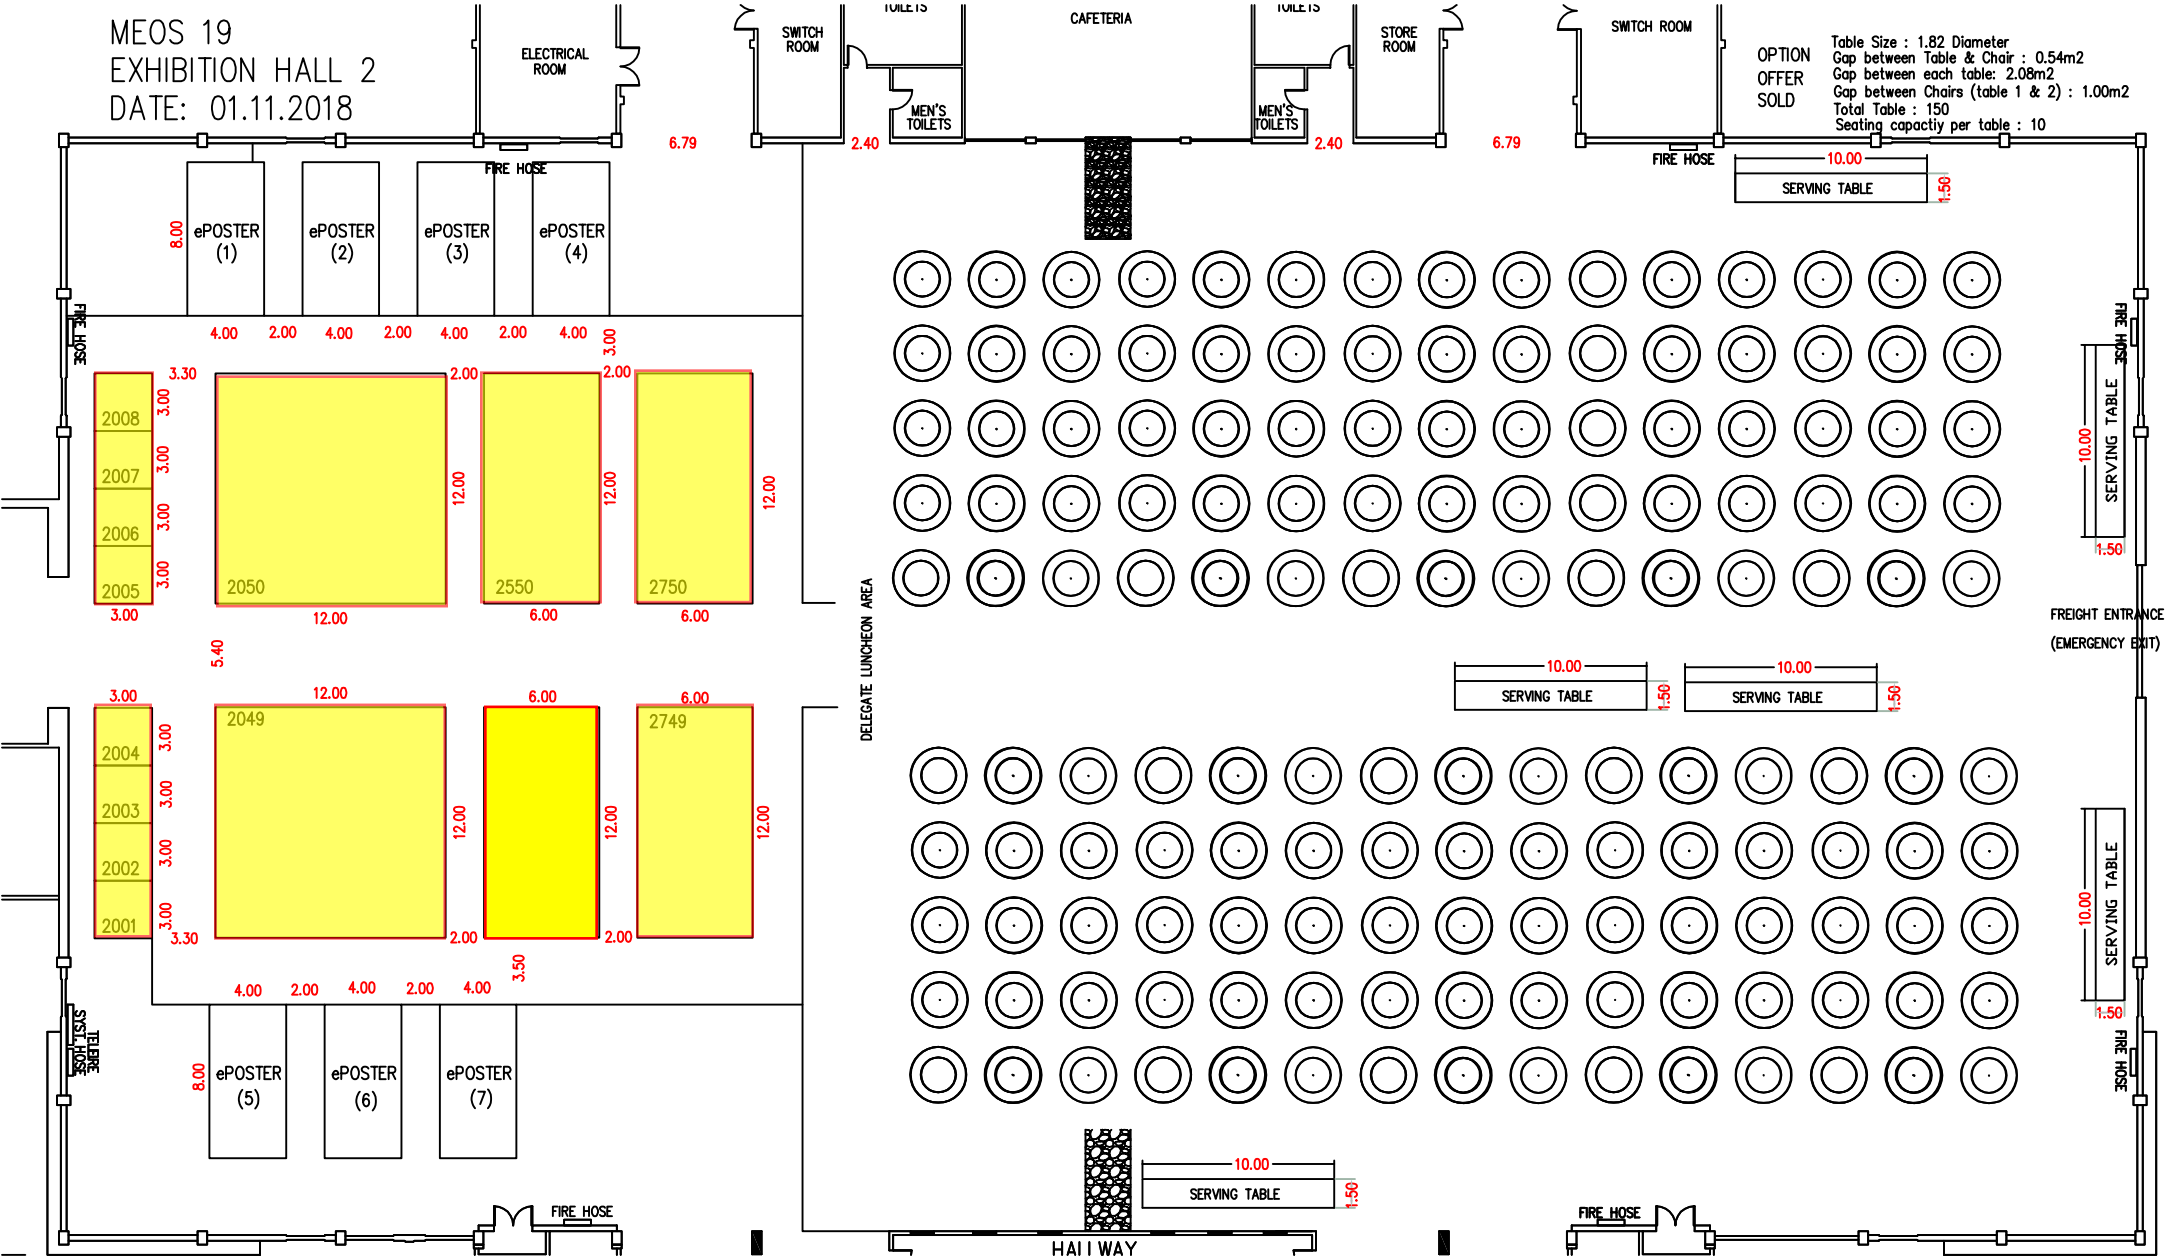 MEOS 19
EXHIBITION HALL 2
DATE: 01.11.2018
ELECTRICAL
ROOM
SWITCH
ROOM
TOILETS
MEN'S
TOILETS
CAFETERIA
TOILETS
MEN'S
TOILETS
STORE
ROOM
SWITCH ROOM
OPTION
OFFER
SOLD
Table Size : 1.82 Diameter
Gap between Table & Chair : 0.54m2
Gap between each table: 2.08m2
Gap between Chairs (table 1 & 2) : 1.00m2
Total Table : 150
Seating capactiy per table : 10
6.79
2.40
2.40
6.79
FIRE HOSE
FIRE HOSE
10.00
SERVING TABLE
1.50
8.00
ePOSTER
(1)
ePOSTER
(2)
ePOSTER
(3)
ePOSTER
(4)
FIRE HOSE
4.00
2.00
4.00
2.00
4.00
2.00
4.00
3.00
FIRE HOSE
3.30
2.00
2.00
2008
3.00
2007
3.00
2006
3.00
2005
3.00
3.00
2050
12.00
12.00
2550
6.00
12.00
2750
6.00
12.00
10.00
SERVING TABLE
1.50
5.40
DELEGATE LUNCHEON AREA
FREIGHT ENTRANCE
(EMERGENCY EXIT)
10.00
SERVING TABLE
1.50
10.00
SERVING TABLE
1.50
3.00
12.00
6.00
6.00
2004
3.00
2003
3.00
2002
3.00
2001
3.00
3.30
2049
12.00
2.00
12.00
2.00
2749
12.00
3.50
10.00
SERVING TABLE
1.50
4.00
2.00
4.00
2.00
4.00
TELE
SYST. HOSE
FIRE
8.00
ePOSTER
(5)
ePOSTER
(6)
ePOSTER
(7)
FIRE HOSE
10.00
SERVING TABLE
1.50
FIRE HOSE
FIRE HOSE
HALLWAY